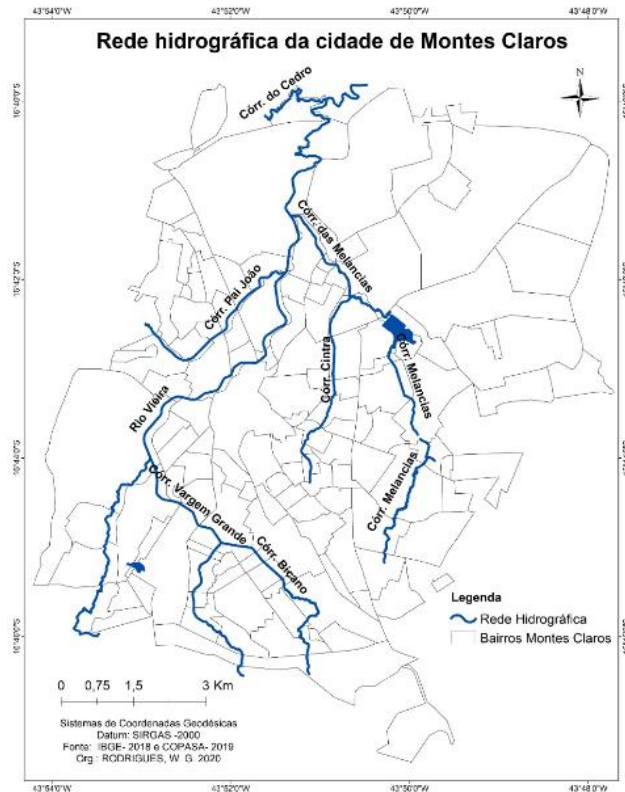 43°54'0"W
43°52'0"W
43°50'0"W
43°48'0"W
Rede hidrográfica da cidade de Montes Claros
N
Córr. do Cedro
Córr. das Melancias
Córr. Pai João
Córr. Cintra
Córr. Melancias
Rio Vieira
Córr. Melancias
Córr. Vargem Grande
Córr. Bicano
Legenda
Rede Hidrográfica
Bairros Montes Claros
0 0,75 1,5 3 Km
Sistemas de Coordenadas Geodésicas
Datum: SIRGAS -2000
Fonte: IBGE- 2018 e COPASA- 2019
Org.: RODRIGUES, W. G. 2020
43°54'0"W
43°52'0"W
43°50'0"W
43°48'0"W